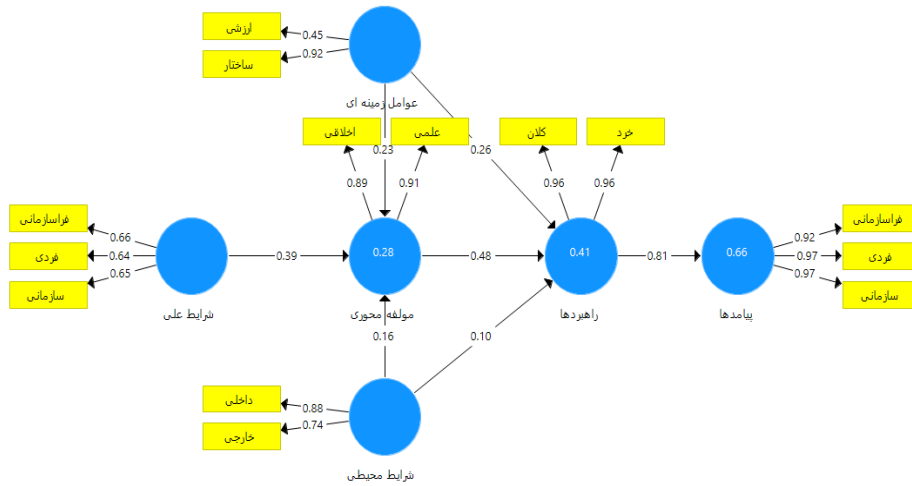 ارزشی
0.45
ساختار
0.92
عوامل زمینه ای
اخلاقی
علمی
کلان
خرد
0.23
0.26
0.89
0.91
0.96
0.96
فراسازمانی
0.66
فردی
0.64
سازمانی
0.65
شرایط علی
0.39
0.28
مولفه محوری
0.48
0.41
راهبردها
0.81
0.66
پیامدها
فراسازمانی
0.92
فردی
0.97
سازمانی
0.97
0.16
0.10
داخلی
0.88
خارجی
0.74
شرایط محیطی